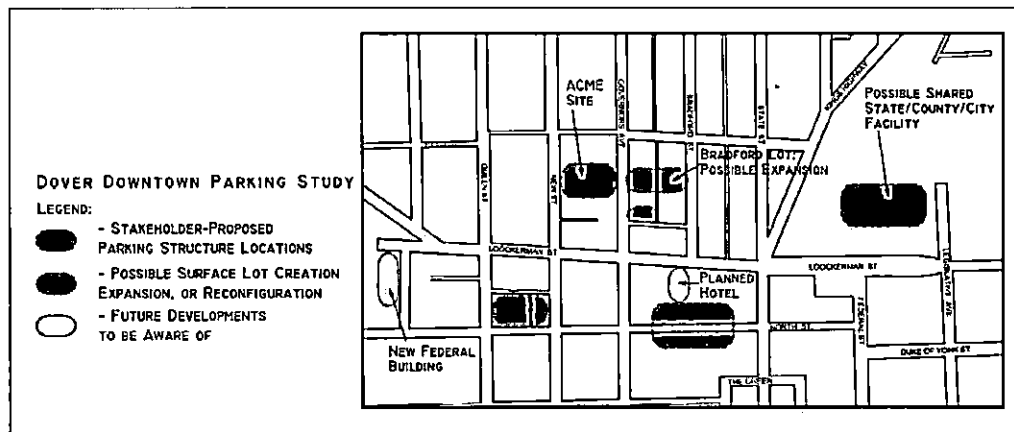 DOVER DOWNTOWN PARKING STUDY
LEGEND:
- STAKEHOLDER-PROPOSED
PARKING STRUCTURE LOCATIONS
- POSSIBLE SURFACE LOT CREATION
EXPANSION, OR RECONFIGURATION
- FUTURE DEVELOPMENTS
TO BE AWARE OF
ACME
SITE
GOVERNORS AVE
BRADFORD ST
STATE ST
KINGS HIGHWAY
POSSIBLE SHARED
STATE/COUNTY/CITY
FACILITY
BRADFORD LOT:
POSSIBLE EXPANSION
QUEEN ST
NEW ST
LOOCKERMAN ST
LOOCKERMAN ST
LEGISLATIVE AVE
PLANNED
HOTEL
NEW FEDERAL
BUILDING
NORTH ST.
FEDERAL ST
DUKE OF YORK ST
THE GREEN